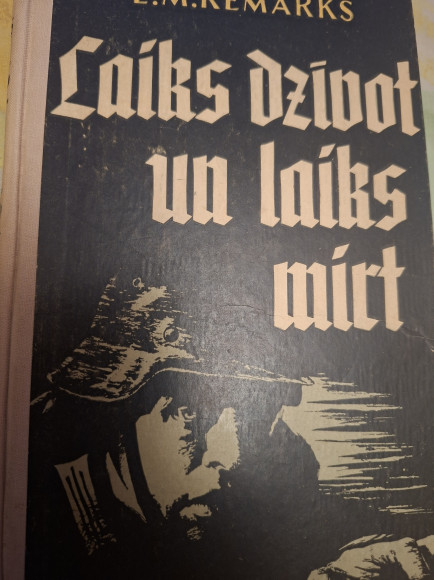 E.M.REMARKS
Laiks dzīvot
un laiks
mirt